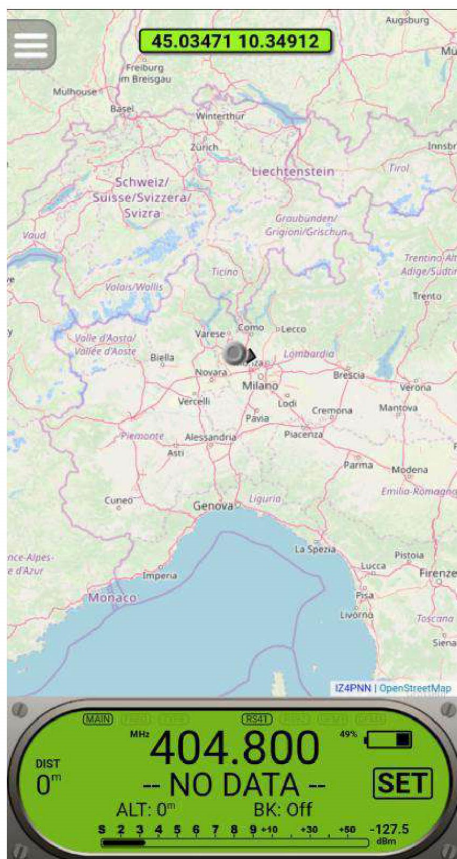 45.03471 10.34912
Augsburg
Freiburg
im Breisgau
Mulhouse
Basel
Winterthur
Zürich
Innsbr
Liechtenstein
Tirol
Schweiz/
Suisse/Svizzera/
Svizra
Graubünden/
Grigioni/Grischun
Vaud
Ticino
Trentino-Alt
Adige/Südtir
Valais/Wallis
Trento
Como
Lecco
Varese
Valle d'Aosta/
Vallée d'Aoste
Biella
Lombardia
Novara
Brescia
Milano
Verona
Vercelli
Lodi
Cremona
Mantova
Pavia
Piacenza
Piemonte
Alessandria
Asti
Parma
Modena
Cuneo
Genova
Liguria
Emilia-Romagna
La Spezia
Pistoia
nce-Alpes-
e d'Azur
Imperia
Lucca
Firenze
Monaco
Pisa
Livorno
Toscana
Siena
IZ4PNN | OpenStreetMap
MAIN RS41
MHz 404.800 49%
DIST
0m -- NO DATA -- SET
ALT: 0m BK: Off
S 2 3 4 5 6 7 8 9 +10 +30 +50 -127.5
dBm